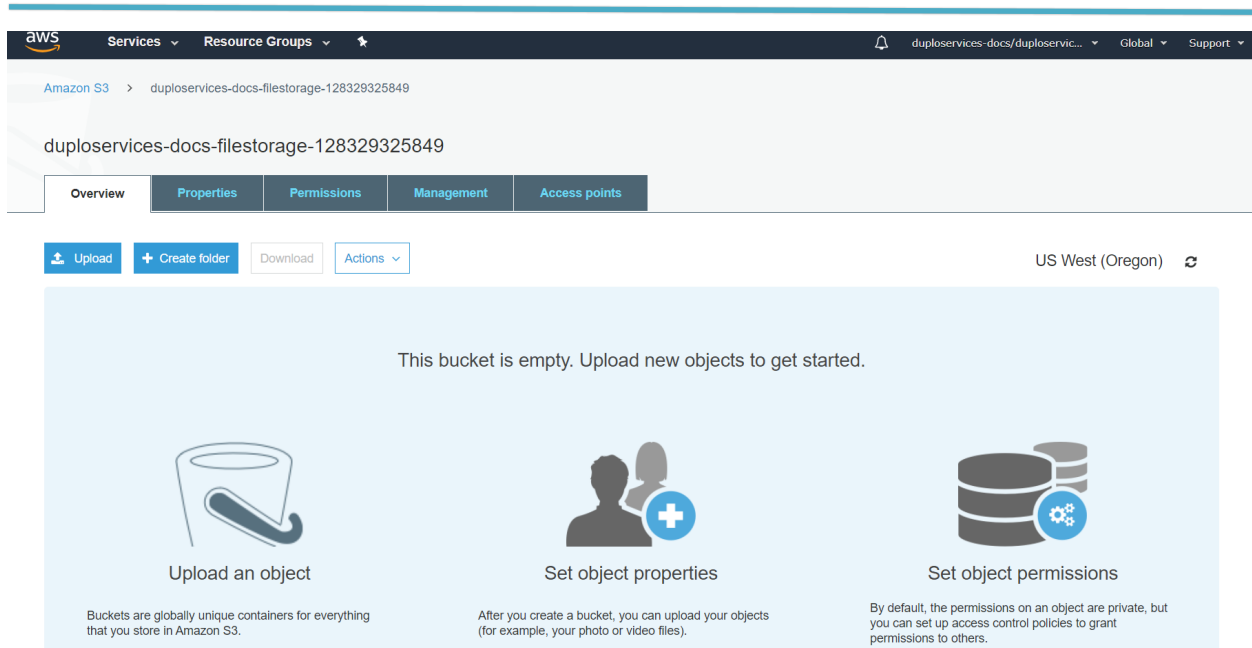 aws Services Resource Groups duploservices-docs/duploservic... Global Support
Amazon S3 > duploservices-docs-filestorage-128329325849
duploservices-docs-filestorage-128329325849
Overview Properties Permissions Management Access points
Upload + Create folder Download Actions US West (Oregon)
This bucket is empty. Upload new objects to get started.
Upload an object
Buckets are globally unique containers for everything
that you store in Amazon S3.
Set object properties
After you create a bucket, you can upload your objects
(for example, your photo or video files).
Set object permissions
By default, the permissions on an object are private, but
you can set up access control policies to grant
permissions to others.